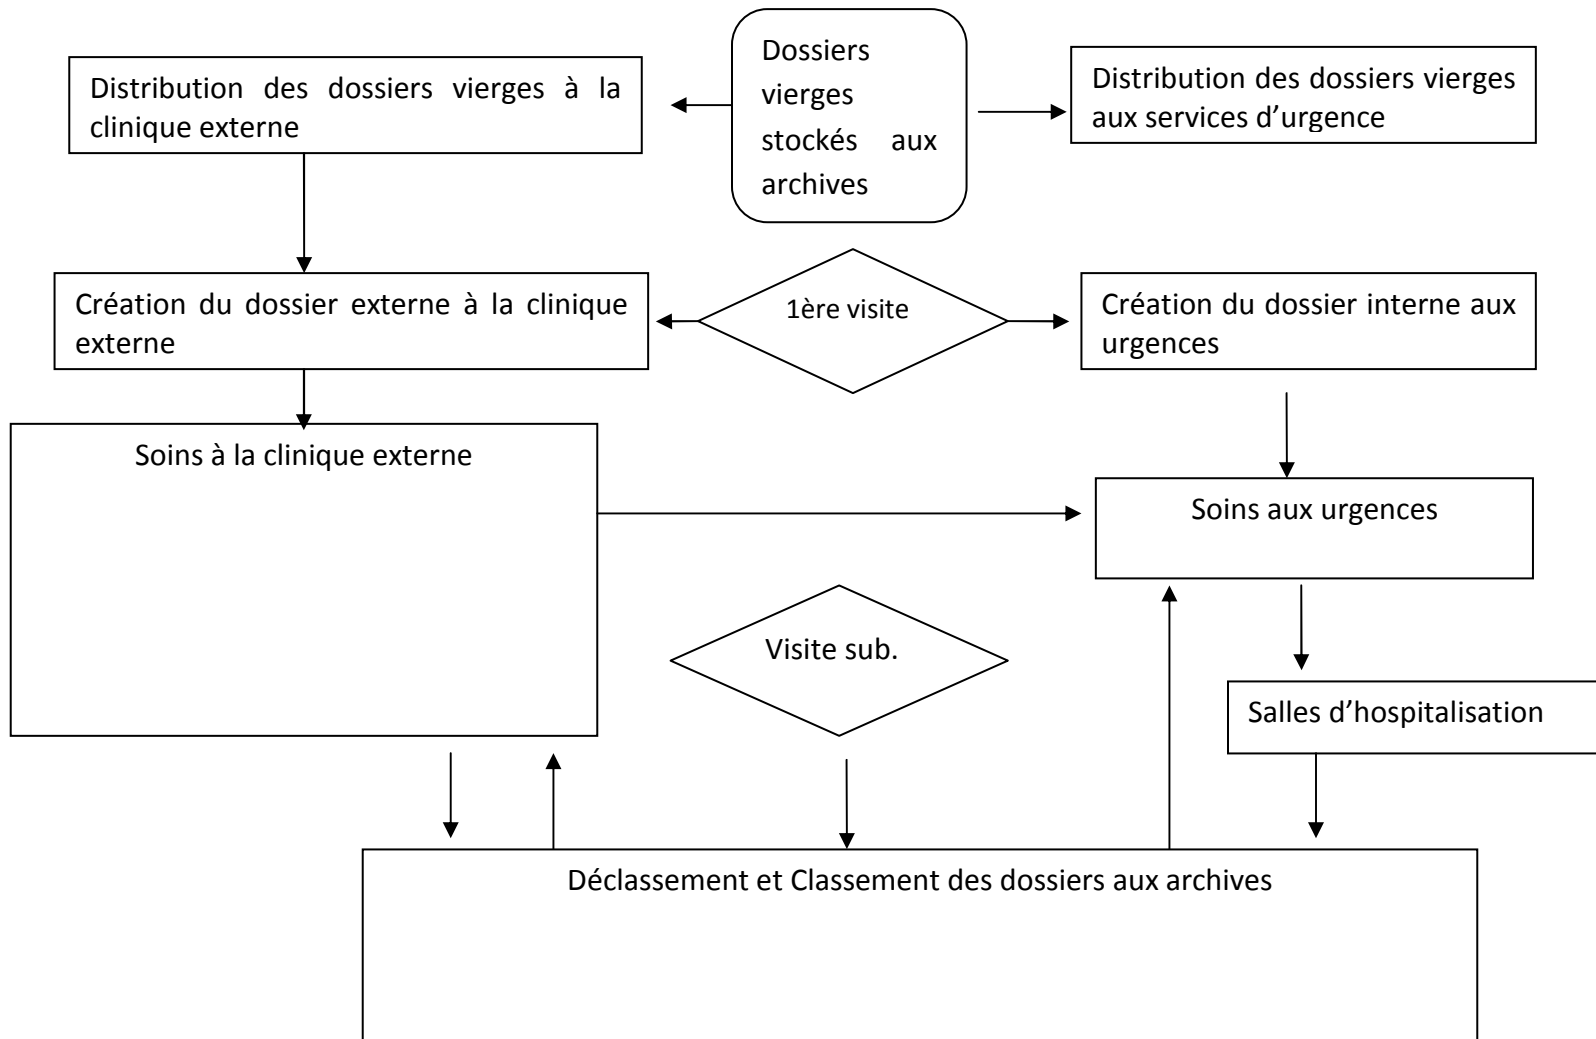 Distribution des dossiers vierges à la
clinique externe
Dossiers
vierges
stockés aux
archives
Distribution des dossiers vierges
aux services d’urgence
Création du dossier externe à la clinique
externe
1ère visite
Création du dossier interne aux
urgences
Soins à la clinique externe
Soins aux urgences
Visite sub.
Salles d’hospitalisation
Déclassement et Classement des dossiers aux archives